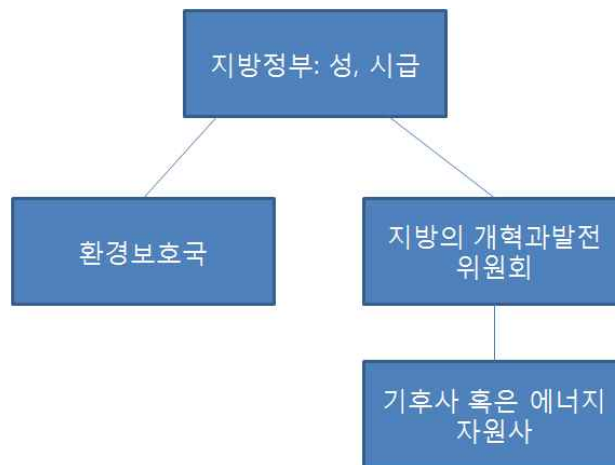 지방정부: 성, 시급
환경보호국
지방의 개혁과발전
위원회
기후사 혹은 에너지
자원사